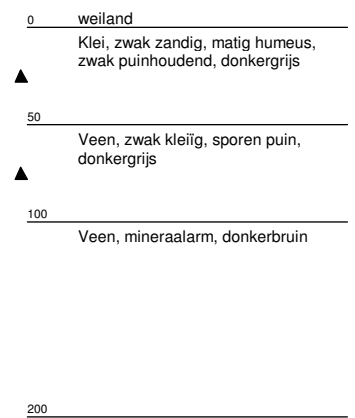 0 weiland
Klei, zwak zandig, matig humeus,
zwak puinhoudend, donkergrijs
50
Veen, zwak kleiïg, sporen puin,
donkergrijs
100
Veen, mineraalarm, donkerbruin
200